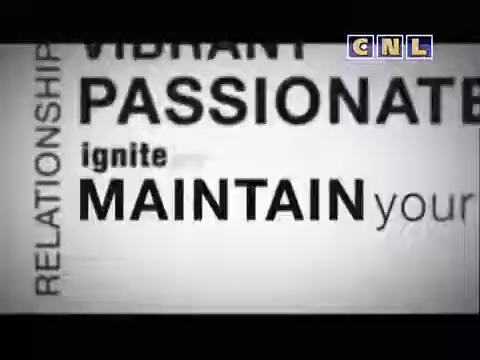 CNL
VIBRANT
PASSIONATE
ignite
MAINTAIN your
RELATIONSHIP